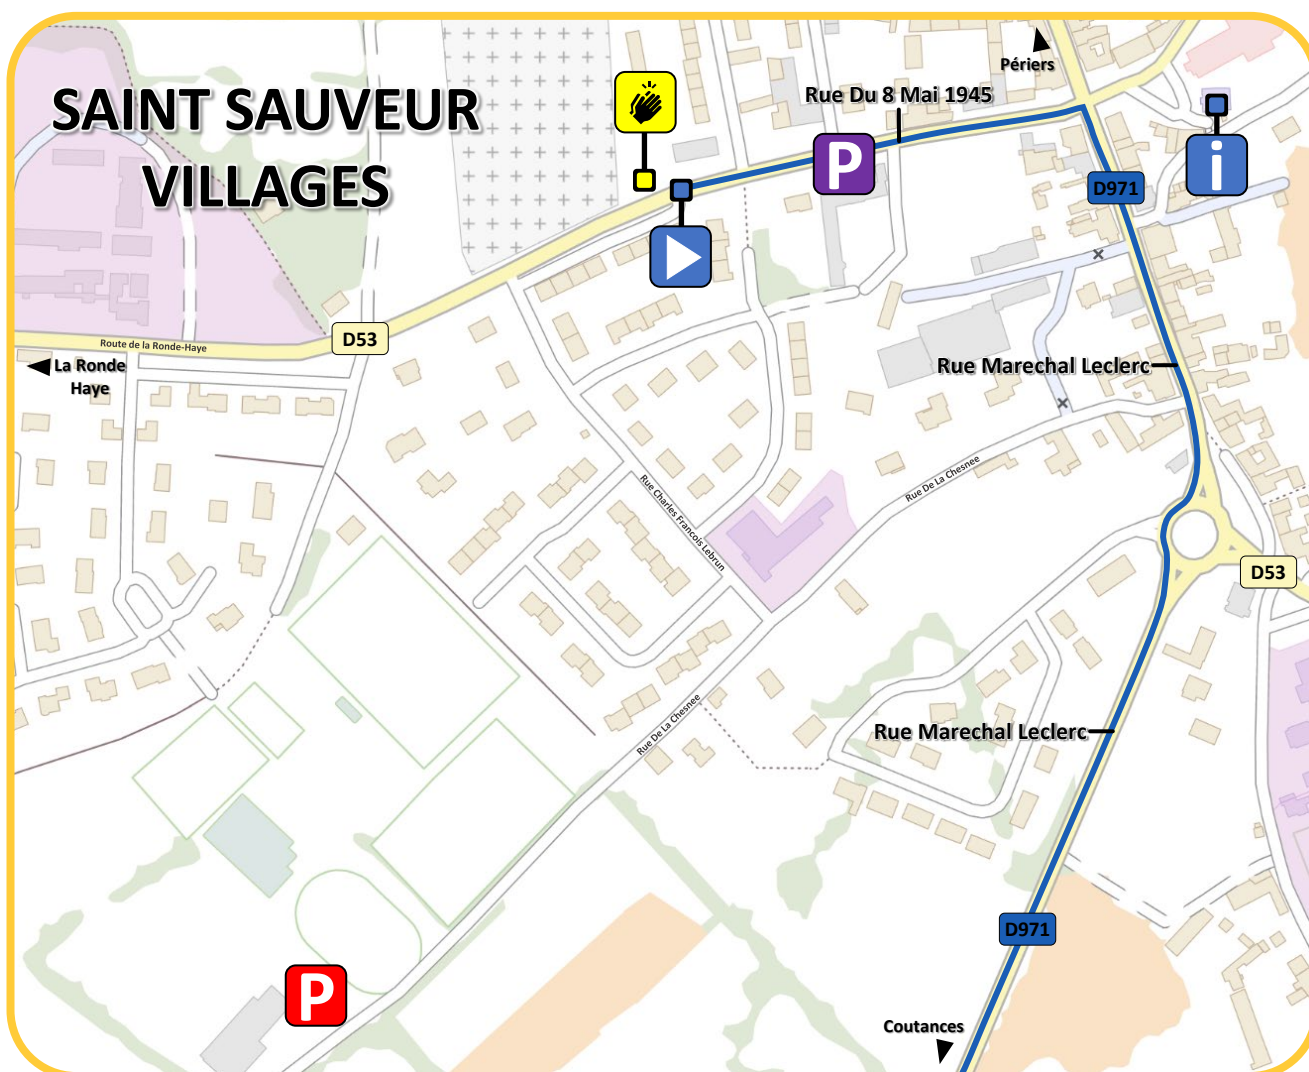 SAINT SAUVEUR
VILLAGES
Périers
Rue Du 8 Mai 1945
P
i
D971
D53
Route de la Ronde-Haye
La Ronde
Haye
Rue Marechal Leclerc
Rue De La Chesnee
Rue Charles Francois Lebrun
D53
Rue De La Chesnee
Rue Marechal Leclerc
D971
P
Coutances